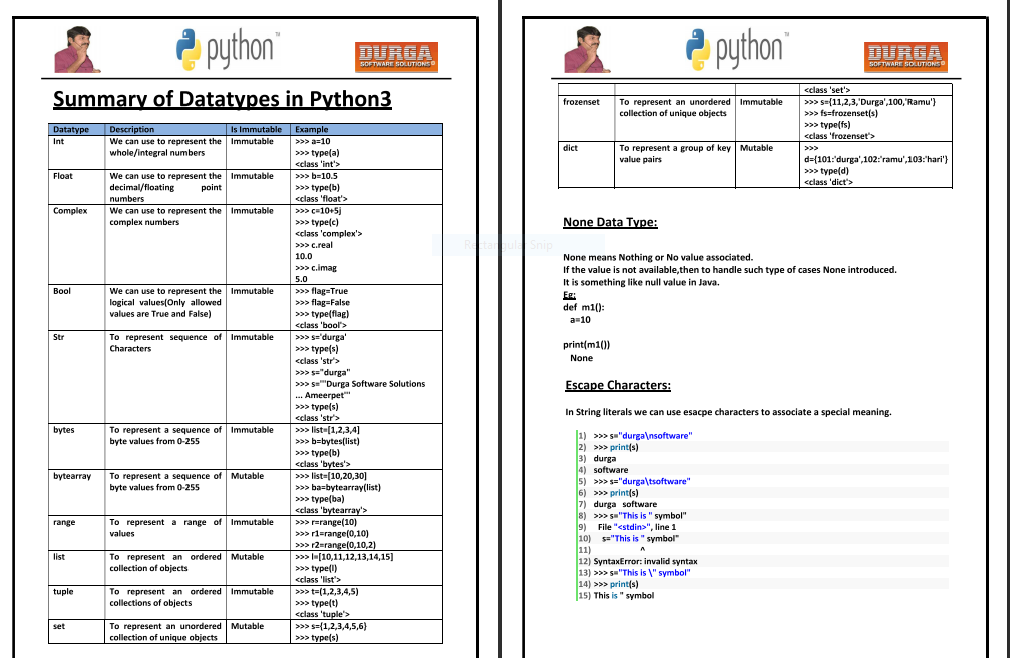 python™
DURGA
SOFTWARE SOLUTIONS®
Summary of Datatypes in Python3
Datatype Description Is Immutable Example
Int We can use to represent the Immutable >>> a=10
whole/integral numbers >>> type(a)
<class 'int'>
Float We can use to represent the Immutable >>> b=10.5
decimal/floating point >>> type(b)
numbers <class 'float'>
Complex We can use to represent the Immutable >>> c=10+5j
complex numbers >>> type(c)
<class 'complex'>
>>> c.real
10.0
>>> c.imag
5.0
Bool We can use to represent the Immutable >>> flag=True
logical values(Only allowed >>> flag=False
values are True and False) >>> type(flag)
<class 'bool'>
Str To represent sequence of Immutable >>> s='durga'
Characters >>> type(s)
<class 'str'>
>>> s="durga"
>>> s='''Durga Software Solutions
... Ameerpet'''
>>> type(s)
<class 'str'>
bytes To represent a sequence of Immutable >>> list=[1,2,3,4]
byte values from 0-255 >>> b=bytes(list)
>>> type(b)
<class 'bytes'>
bytearray To represent a sequence of Mutable >>> list=[10,20,30]
byte values from 0-255 >>> ba=bytearray(list)
>>> type(ba)
<class 'bytearray'>
range To represent a range of Immutable >>> r=range(10)
values >>> r1=range(0,10)
>>> r2=range(0,10,2)
list To represent an ordered Mutable >>> l=[10,11,12,13,14,15]
collection of objects >>> type(l)
<class 'list'>
tuple To represent an ordered Immutable >>> t=(1,2,3,4,5)
collections of objects >>> type(t)
<class 'tuple'>
set To represent an unordered Mutable >>> s={1,2,3,4,5,6}
collection of unique objects >>> type(s)
python™
DURGA
SOFTWARE SOLUTIONS®
<class 'set'>
frozenset To represent an unordered Immutable >>> s={11,2,3,'Durga',100,'Ramu'}
collection of unique objects >>> fs=frozenset(s)
>>> type(fs)
<class 'frozenset'>
dict To represent a group of key Mutable >>>
value pairs d={101:'durga',102:'ramu',103:'hari'}
>>> type(d)
<class 'dict'>
None Data Type:
Rectangular Snip
None means Nothing or No value associated.
If the value is not available,then to handle such type of cases None introduced.
It is something like null value in Java.
Eg:
def m1():
a=10
print(m1())
None
Escape Characters:
In String literals we can use esacpe characters to associate a special meaning.
1) >>> s="durga\nsoftware"
2) >>> print(s)
3) durga
4) software
5) >>> s="durga\tsoftware"
6) >>> print(s)
7) durga software
8) >>> s="This is " symbol"
9) File "<stdin>", line 1
10) s="This is " symbol"
11) ^
12) SyntaxError: invalid syntax
13) >>> s="This is \" symbol"
14) >>> print(s)
15) This is " symbol